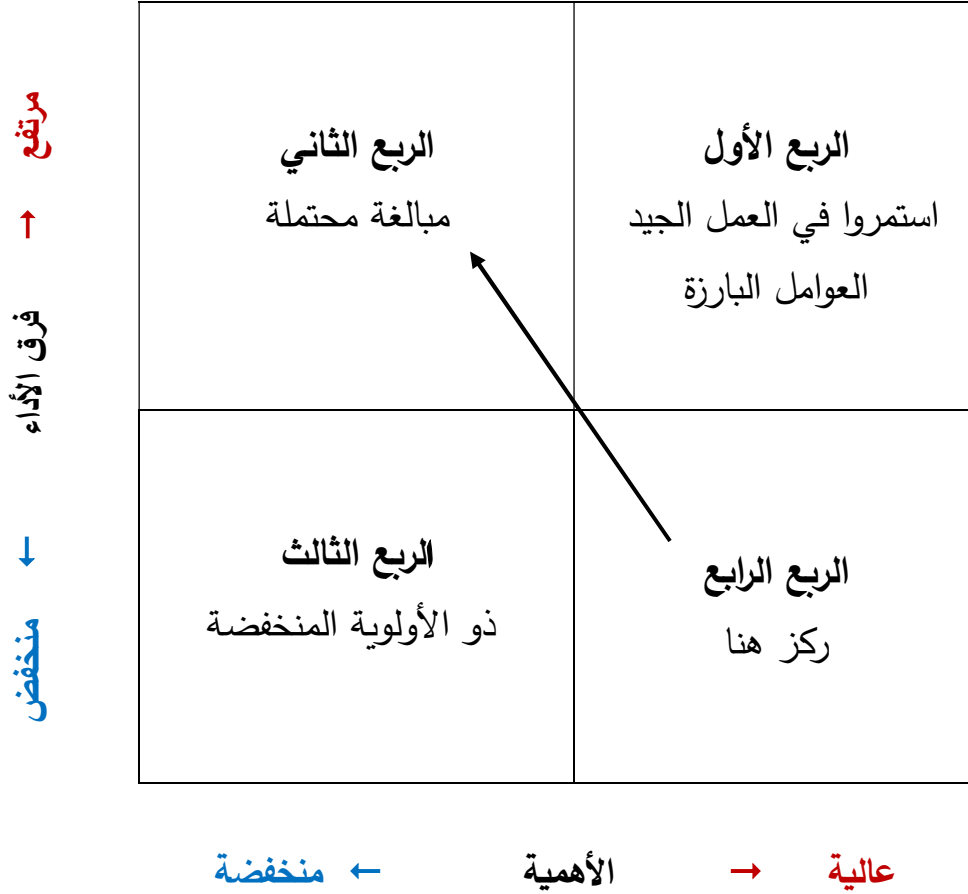 الربع الأول
استمروا في العمل الجيد
العوامل البارزة
الربع الثاني
مبالغة محتملة
الربع الرابع
ركز هنا
الربع الثالث
ذو الأولوية المنخفضة
منخفض ← فرق الأداء → مرتفع
عالية → الأهمية ← منخفضة